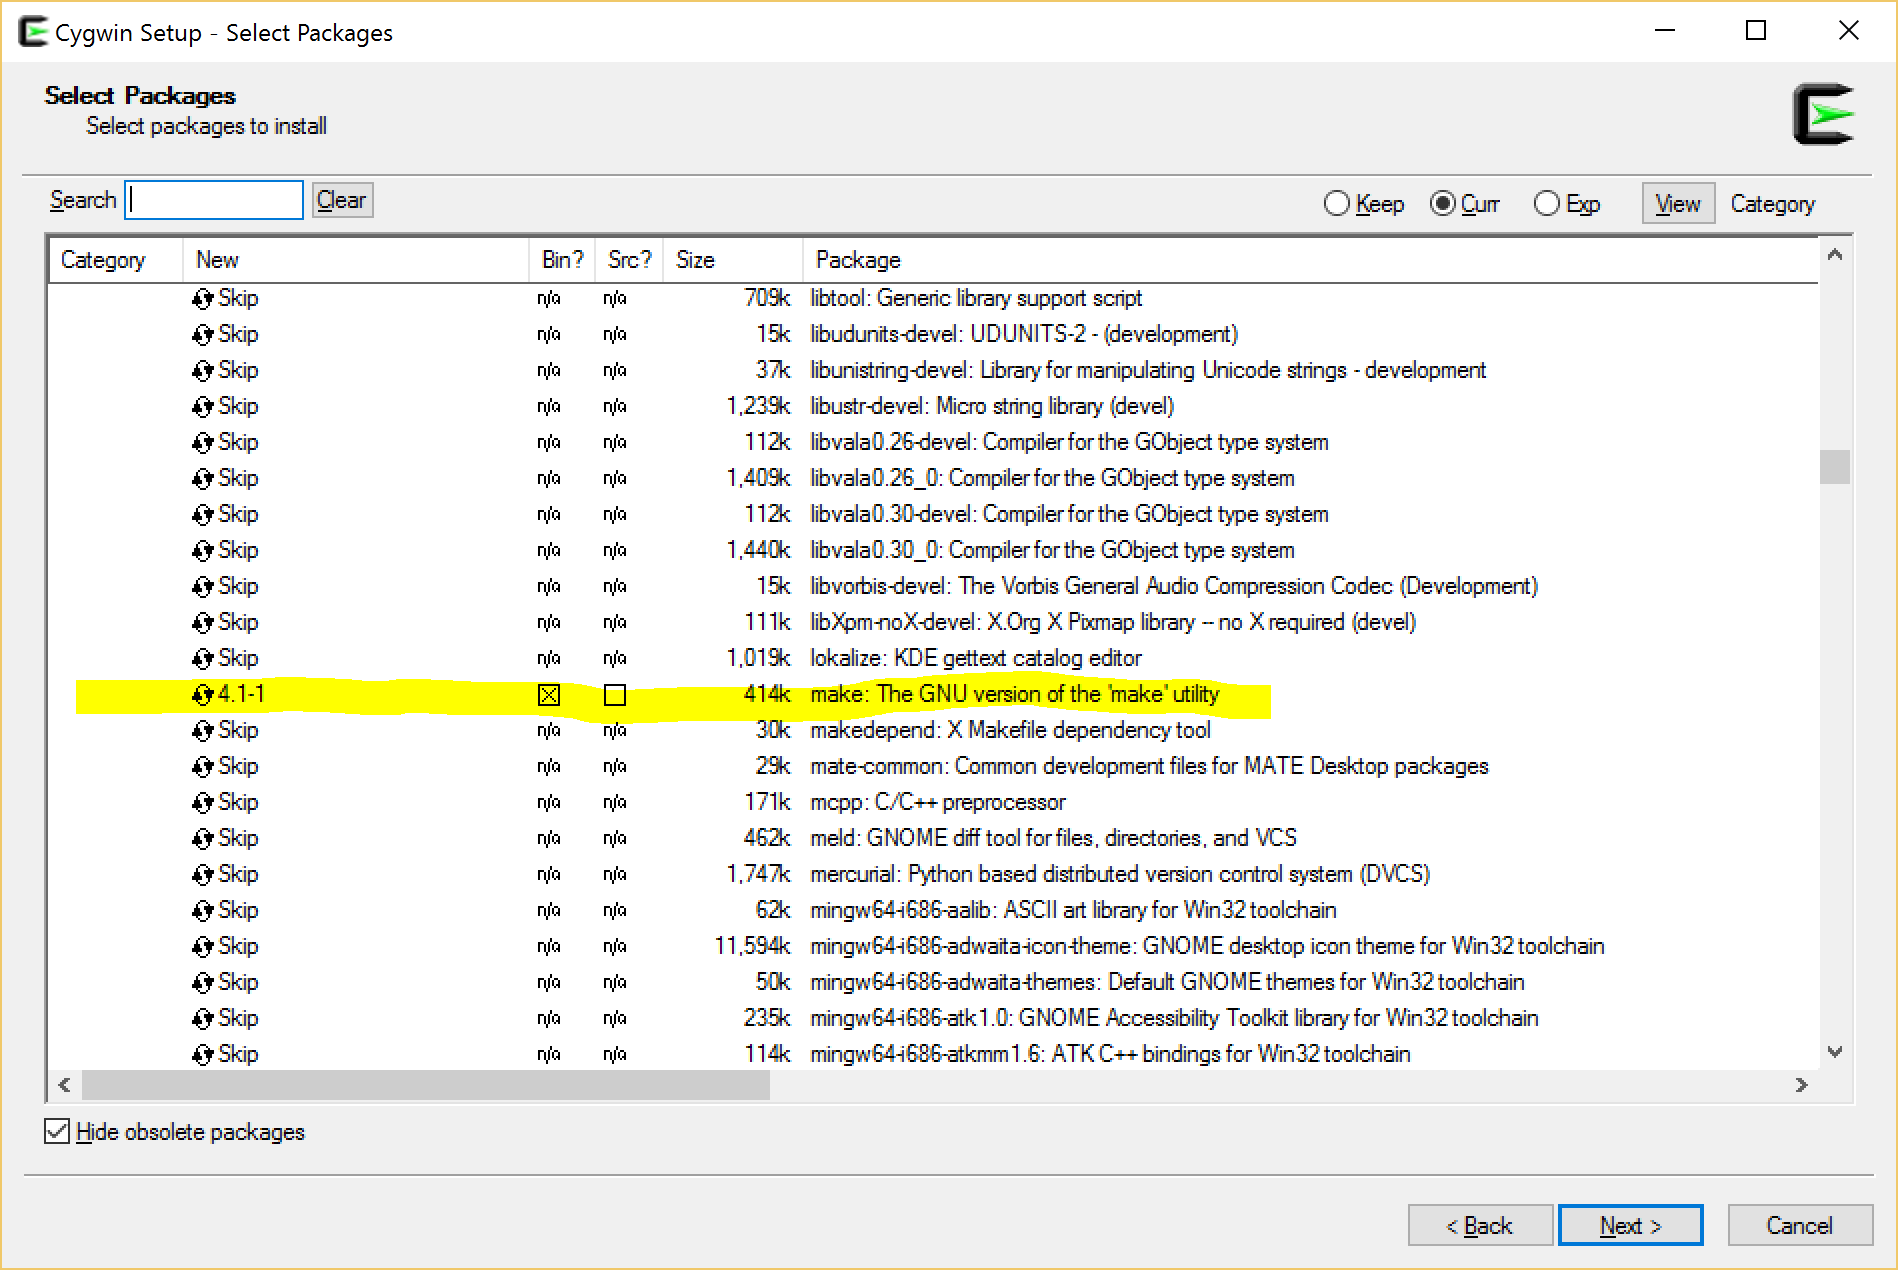 Cygwin Setup - Select Packages
Select Packages
Select packages to install
Search Clear Keep Curr Exp View Category
Category New Bin? Src? Size Package
Skip n/a n/a 709k libtool: Generic library support script
Skip n/a n/a 15k libudunits-devel: UDUNITS-2 - (development)
Skip n/a n/a 37k libunistring-devel: Library for manipulating Unicode strings - development
Skip n/a n/a 1,239k libustr-devel: Micro string library (devel)
Skip n/a n/a 112k libvala0.26-devel: Compiler for the GObject type system
Skip n/a n/a 1,409k libvala0.26_0: Compiler for the GObject type system
Skip n/a n/a 112k libvala0.30-devel: Compiler for the GObject type system
Skip n/a n/a 1,440k libvala0.30_0: Compiler for the GObject type system
Skip n/a n/a 15k libvorbis-devel: The Vorbis General Audio Compression Codec (Development)
Skip n/a n/a 111k libXpm-noX-devel: X.Org X Pixmap library -- no X required (devel)
Skip n/a n/a 1,019k lokalize: KDE gettext catalog editor
4.1-1 414k make: The GNU version of the 'make' utility
Skip n/a n/a 30k makedepend: X Makefile dependency tool
Skip n/a n/a 29k mate-common: Common development files for MATE Desktop packages
Skip n/a n/a 171k mcpp: C/C++ preprocessor
Skip n/a n/a 462k meld: GNOME diff tool for files, directories, and VCS
Skip n/a n/a 1,747k mercurial: Python based distributed version control system (DVCS)
Skip n/a n/a 62k mingw64-i686-aalib: ASCII art library for Win32 toolchain
Skip n/a n/a 11,594k mingw64-i686-adwaita-icon-theme: GNOME desktop icon theme for Win32 toolchain
Skip n/a n/a 50k mingw64-i686-adwaita-themes: Default GNOME themes for Win32 toolchain
Skip n/a n/a 235k mingw64-i686-atk1.0: GNOME Accessibility Toolkit library for Win32 toolchain
Skip n/a n/a 114k mingw64-i686-atkmm1.6: ATK C++ bindings for Win32 toolchain
Hide obsolete packages
< Back Next > Cancel